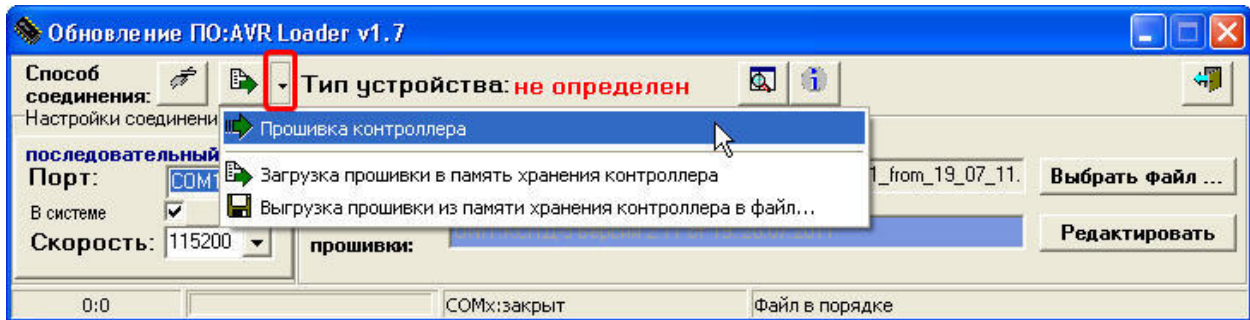 Обновление ПО:AVR Loader v1.7
Способ соединения:
Тип устройства: не определен
Настройки соединени
Прошивка контроллера
последовательный
Порт:
COM1
Загрузка прошивки в память хранения контроллера
1_from_19_07_11.
Выбрать файл ...
В системе
Выгрузка прошивки из памяти хранения контроллера в файл...
Скорость:
115200
прошивки:
Редактировать
0:0
COMx:закрыт
Файл в порядке